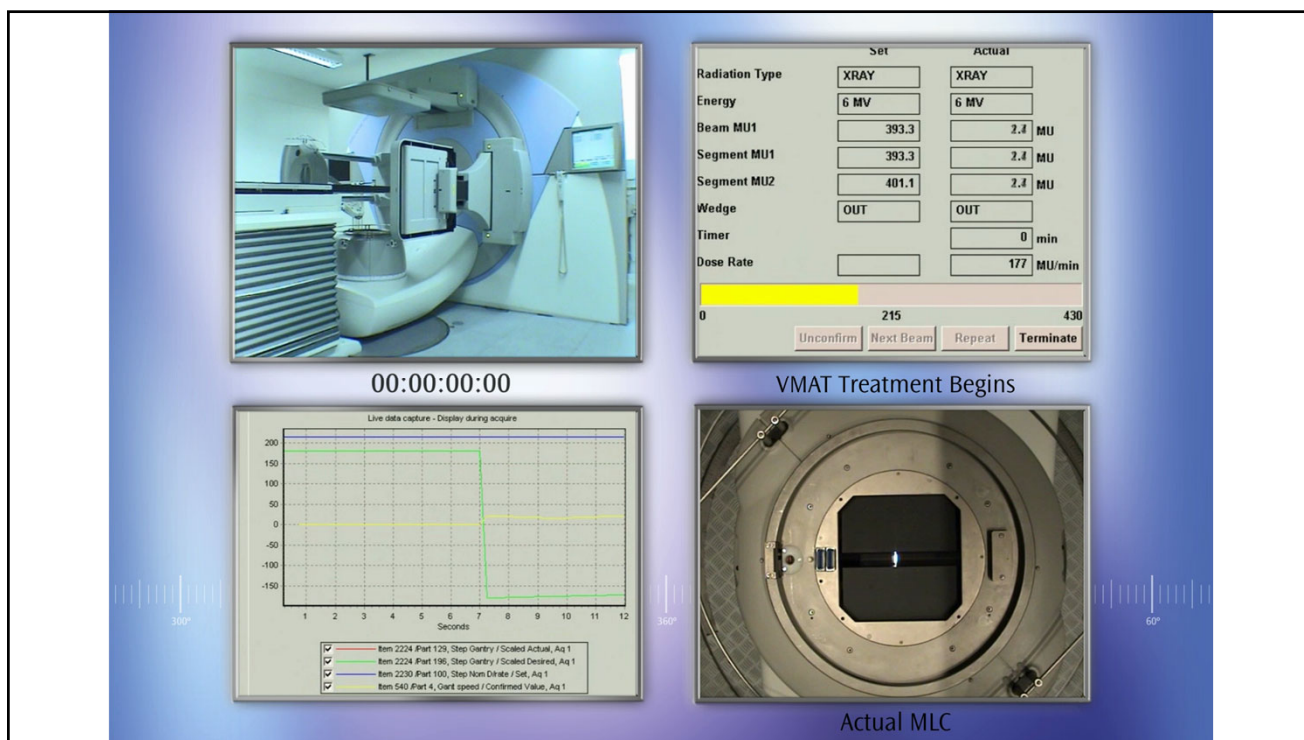 Set Actual
Radiation Type XRAY XRAY
Energy 6 MV 6 MV
Beam MU1 393.3 MU
Segment MU1 393.3 MU
Segment MU2 401.1 MU
Wedge OUT OUT
Timer 0 min
Dose Rate 177 MU/min
0 215 430
Unconfirm Next Beam Repeat Terminate
00:00:00:00
VMAT Treatment Begins
Live data capture - Display during acquire
200
150
100
50
0
-50
-100
-150
1 2 3 4 5 6 7 8 9 10 11 12
Seconds
Item 2224 /Part 129, Step Gantry / Scaled Actual, Aq 1
Item 2224 /Part 196, Step Gantry / Scaled Desired, Aq 1
Item 2230 /Part 100, Step Nom D/rate / Set, Aq 1
Item 540 /Part 4, Gant speed / Confirmed Value, Aq 1
300° 360° 60°
Actual MLC